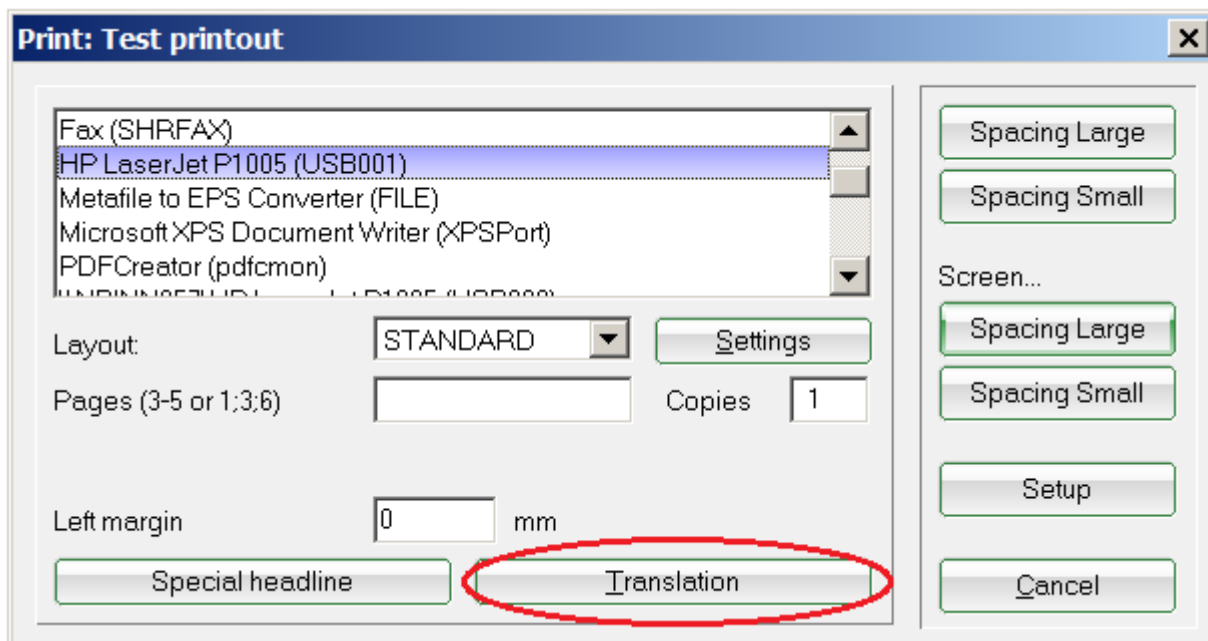 Print: Test printout
Fax (SHRFAX)
HP LaserJet P1005 (USB001)
Metafile to EPS Converter (FILE)
Microsoft XPS Document Writer (XPSPort)
PDFCreator (pdfcmon)
Layout: STANDARD Settings
Pages (3-5 or 1;3;6) Copies 1
Left margin 0 mm
Special headline Translation
Spacing Large
Spacing Small
Screen...
Spacing Large
Spacing Small
Setup
Cancel